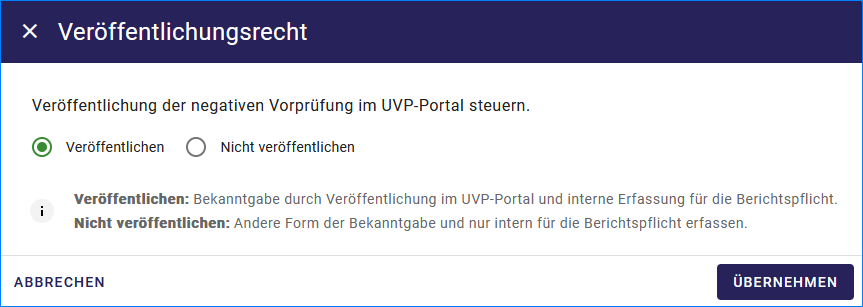 Veröffentlichungsrecht
Veröffentlichung der negativen Vorprüfung im UVP-Portal steuern.
Veröffentlichen Nicht veröffentlichen
Veröffentlichen: Bekanntgabe durch Veröffentlichung im UVP-Portal und interne Erfassung für die Berichtspflicht.
Nicht veröffentlichen: Andere Form der Bekanntgabe und nur intern für die Berichtspflicht erfassen.
ABBRECHEN ÜBERNEHMEN